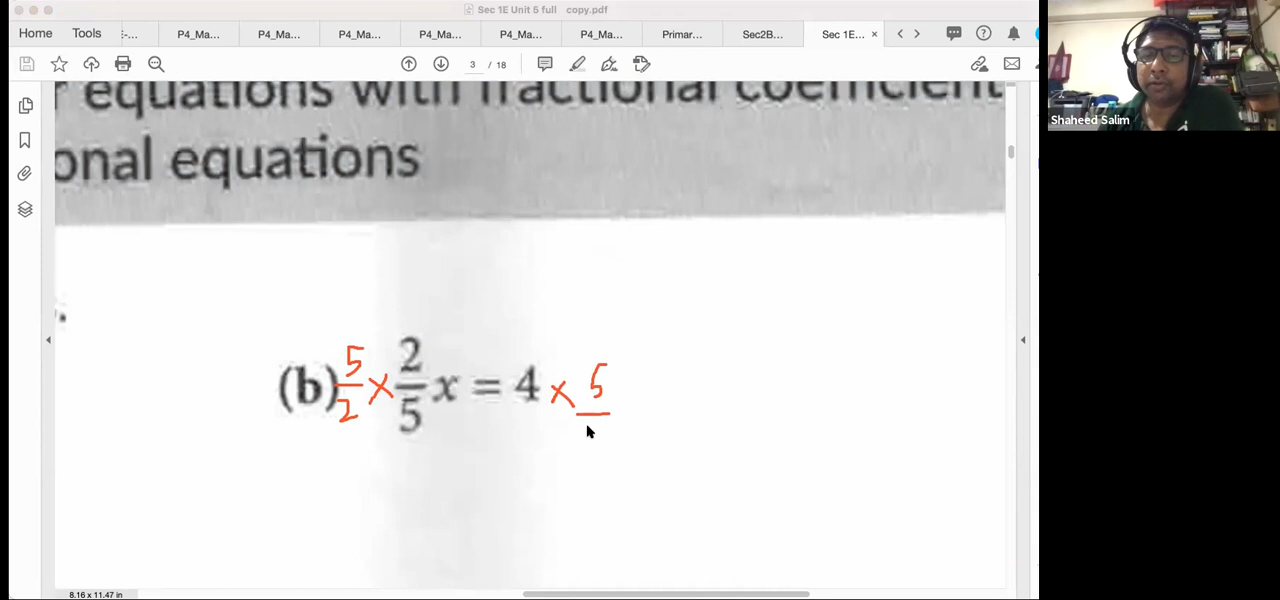 Sec 1E Unit 5 full copy.pdf
Home Tools :-... P4_Ma... P4_Ma... P4_Ma... P4_Ma... P4_Ma... P4_Ma... Primar... Sec2B... Sec 1E... ×
3 / 18
r equations with fractional coefficient
onal equations
(b) 5/2 × 2/5 x = 4 × 5/
8.16 x 11.47 in
Shaheed Salim